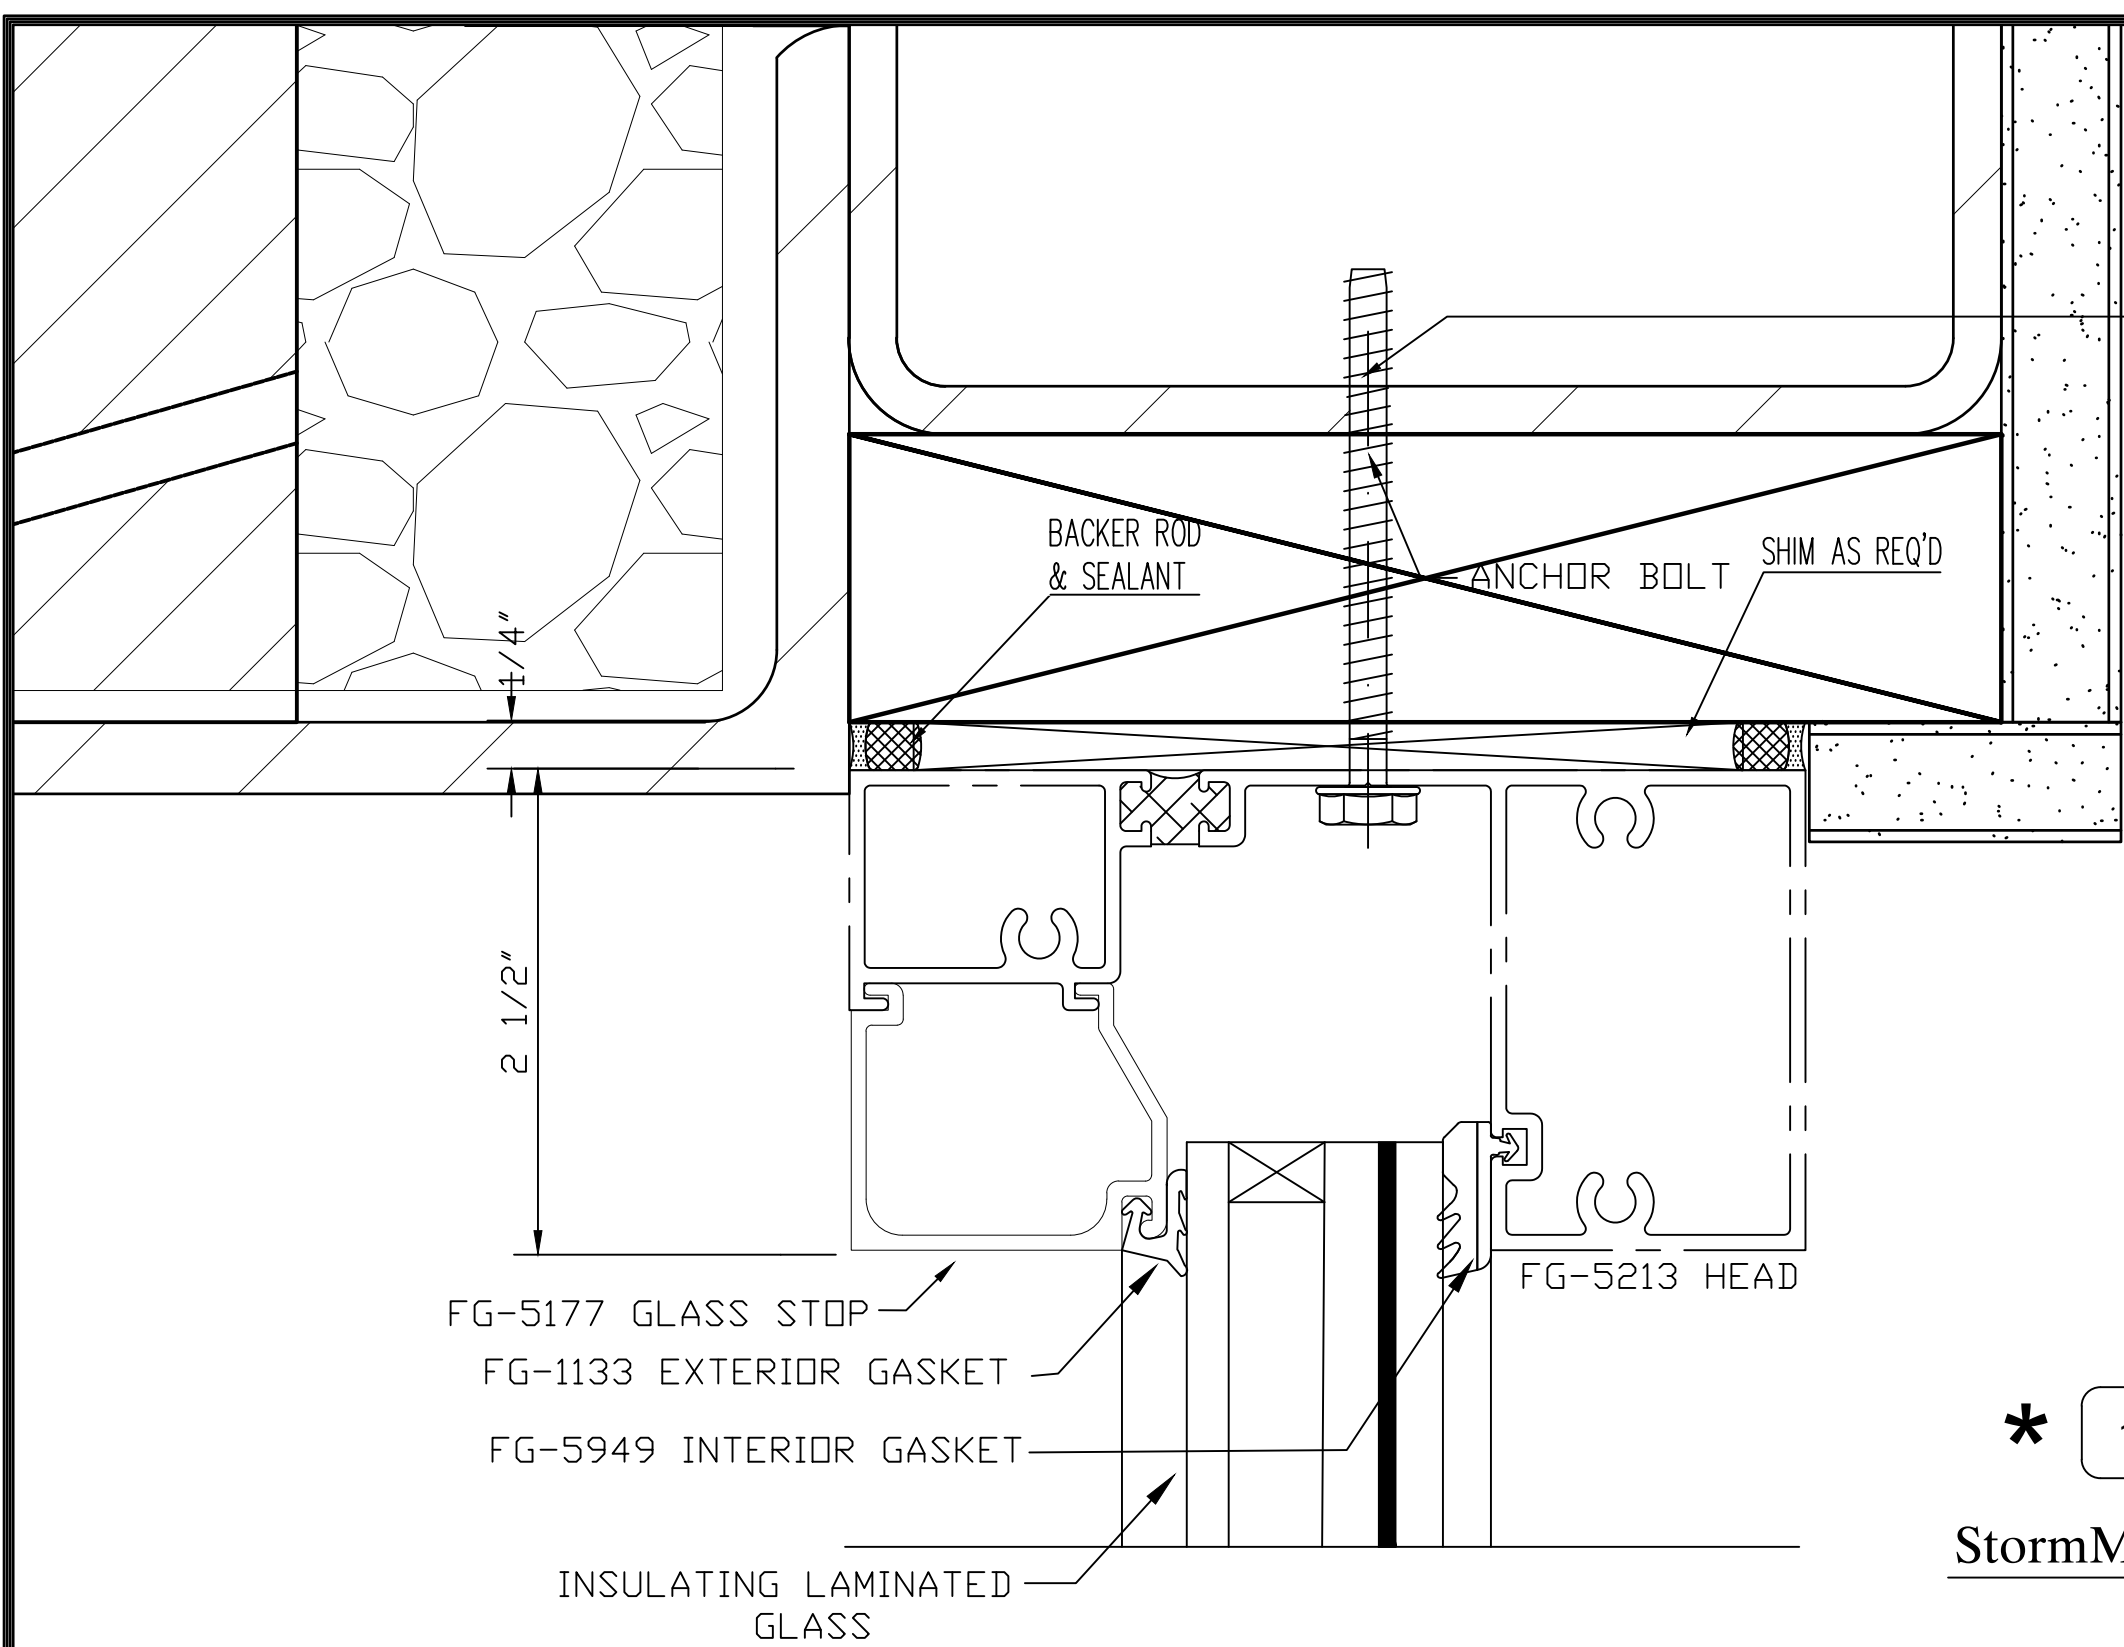 BACKER ROD
& SEALANT
SHIM AS REQ'D
ANCHOR BOLT
1/4"
2 1/2"
FG-5213 HEAD
FG-5177 GLASS STOP
FG-1133 EXTERIOR GASKET
FG-5949 INTERIOR GASKET
*
StormM
INSULATING LAMINATED
GLASS